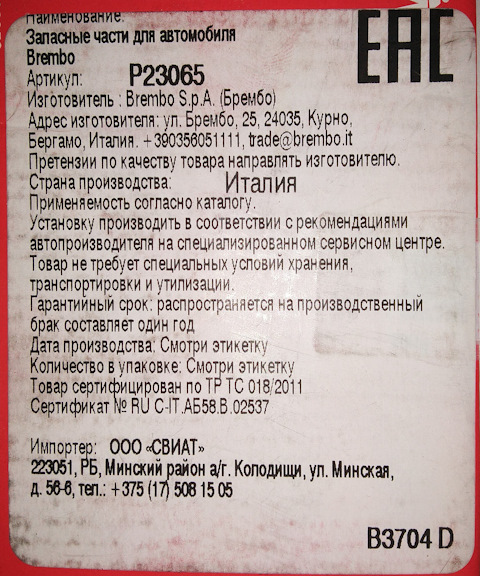 Наименование:
Запасные части для автомобиля
Brembo
Артикул: P23065
EAC
Изготовитель : Brembo S.p.A. (Брембо)
Адрес изготовителя: ул. Брембо, 25, 24035, Курно,
Бергамо, Италия. +390356051111, trade@brembo.it
Претензии по качеству товара направлять изготовителю.
Страна производства: Италия
Применяемость согласно каталогу.
Установку производить в соответствии с рекомендациями
автопроизводителя на специализированном сервисном центре.
Товар не требует специальных условий хранения,
транспортировки и утилизации.
Гарантийный срок: распространяется на производственный
брак составляет один год
Дата производства: Смотри этикетку
Количество в упаковке: Смотри этикетку
Товар сертифицирован по ТР ТС 018/2011
Сертификат № RU C-IT.АБ58.В.02537
Импортер: ООО «СВИАТ»
223051, РБ, Минский район а/г. Колодищи, ул. Минская,
д. 56-6, тел.: +375 (17) 508 15 05
B3704 D